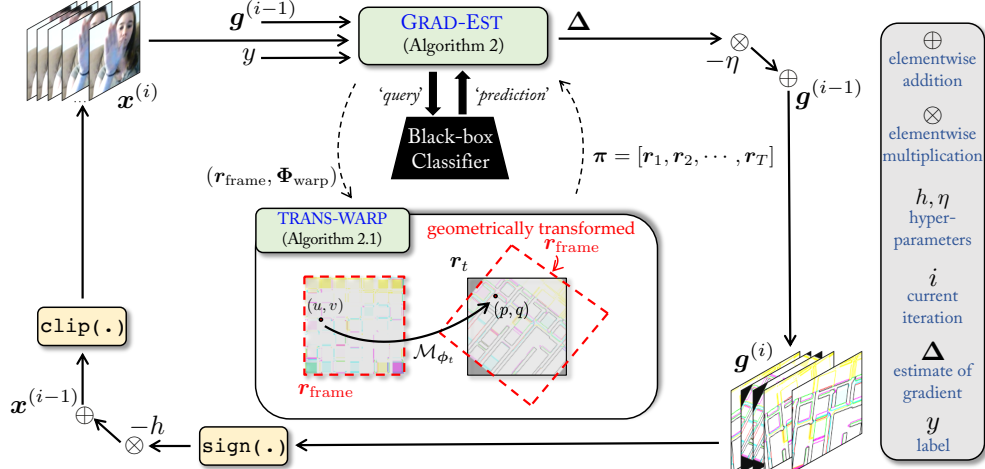 g^{(i-1)}
y
GRAD-EST
(Algorithm 2)
Δ
⊗
-η
⊕
g^{(i-1)}
...
x^{(i)}
'query'
'prediction'
Black-box
Classifier
(r_frame, Φ_warp)
π = [r_1, r_2, ⋯, r_T]
TRANS-WARP
(Algorithm 2.1)
geometrically transformed
r_frame
r_t
(u, v)
(p, q)
M_{ϕ_t}
r_frame
clip(.)
x^{(i-1)}
⊕
-h
⊗
sign(.)
g^{(i)}
⊕
elementwise
addition
⊗
elementwise
multiplication
h, η
hyper-
parameters
i
current
iteration
Δ
estimate of
gradient
y
label